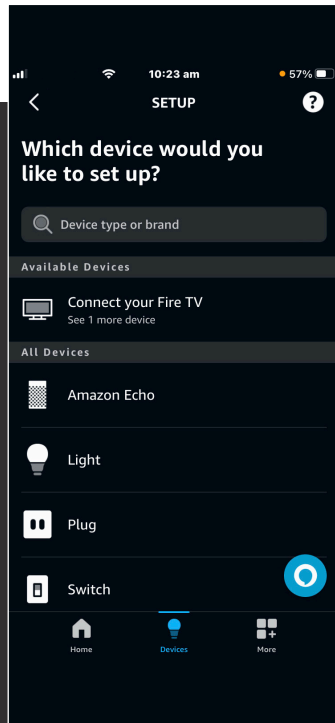 10:23 am
57%
SETUP
?
Which device would you
like to set up?
Device type or brand
Available Devices
Connect your Fire TV
See 1 more device
All Devices
Amazon Echo
Light
Plug
Switch
Home
Devices
More